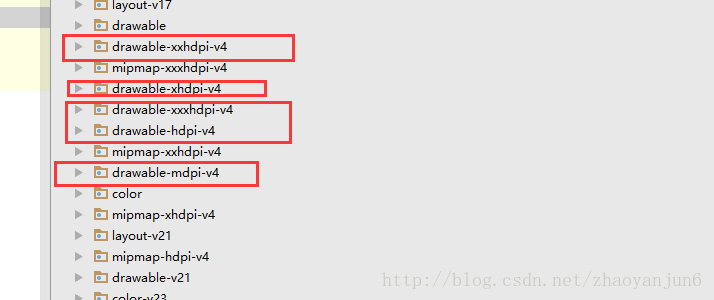 layout-v17
drawable
drawable-xxhdpi-v4
mipmap-xxxhdpi-v4
drawable-xhdpi-v4
drawable-xxxhdpi-v4
drawable-hdpi-v4
mipmap-xxhdpi-v4
drawable-mdpi-v4
color
mipmap-xhdpi-v4
layout-v21
mipmap-hdpi-v4
http://blog.csdn.net/zhaoyanjun6
drawable-v21
color-v23